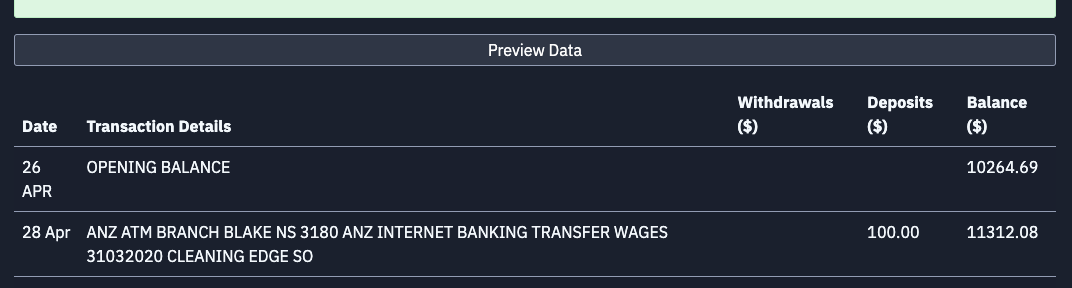 Preview Data
Withdrawals Deposits Balance
Date Transaction Details ($) ($) ($)
26 OPENING BALANCE 10264.69
APR
28 Apr ANZ ATM BRANCH BLAKE NS 3180 ANZ INTERNET BANKING TRANSFER WAGES 100.00 11312.08
31032020 CLEANING EDGE SO